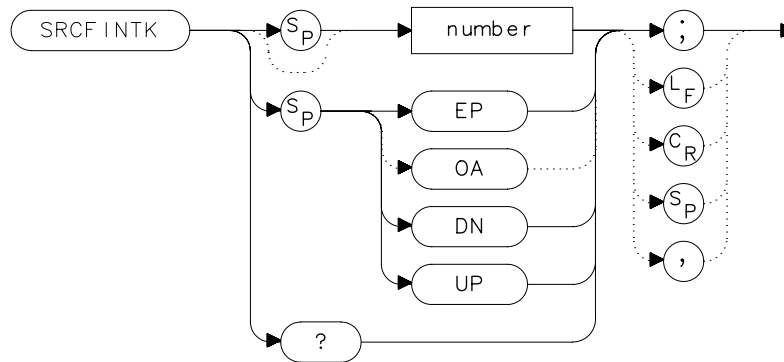 SRCFINTK
SP
number
;
SP
EP
LF
OA
CR
DN
SP
UP
,
?